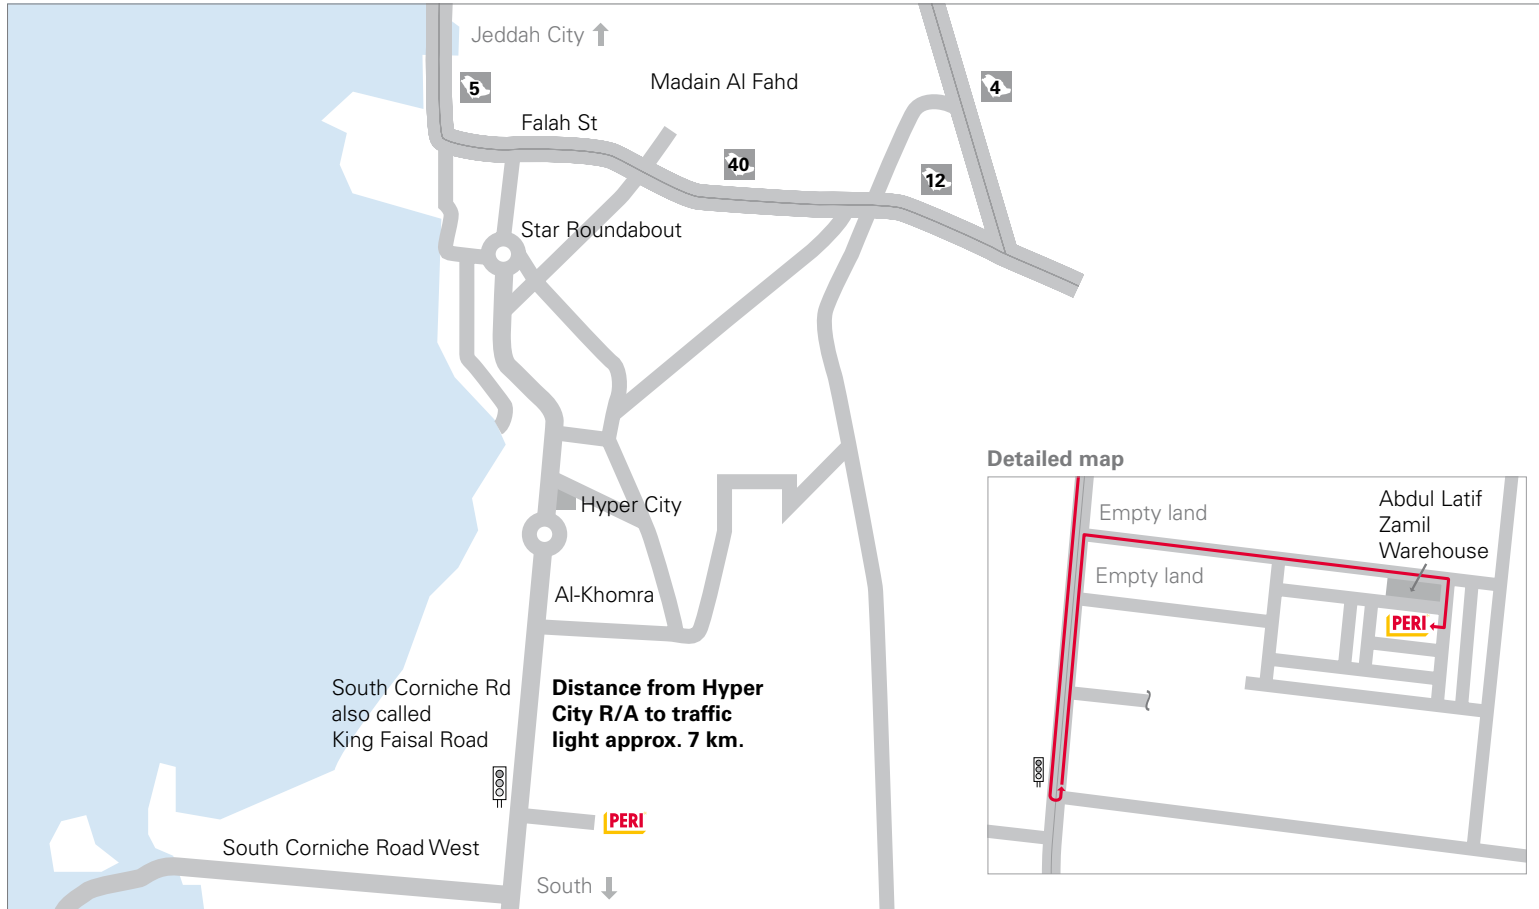 Jeddah City
5
Madain Al Fahd
4
Falah St
40
12
Star Roundabout
Detailed map
Empty land
Abdul Latif
Zamil
Warehouse
Empty land
PERI
Hyper City
Al-Khomra
South Corniche Rd
also called
King Faisal Road
Distance from Hyper
City R/A to traffic
light approx. 7 km.
PERI
South Corniche Road West
South